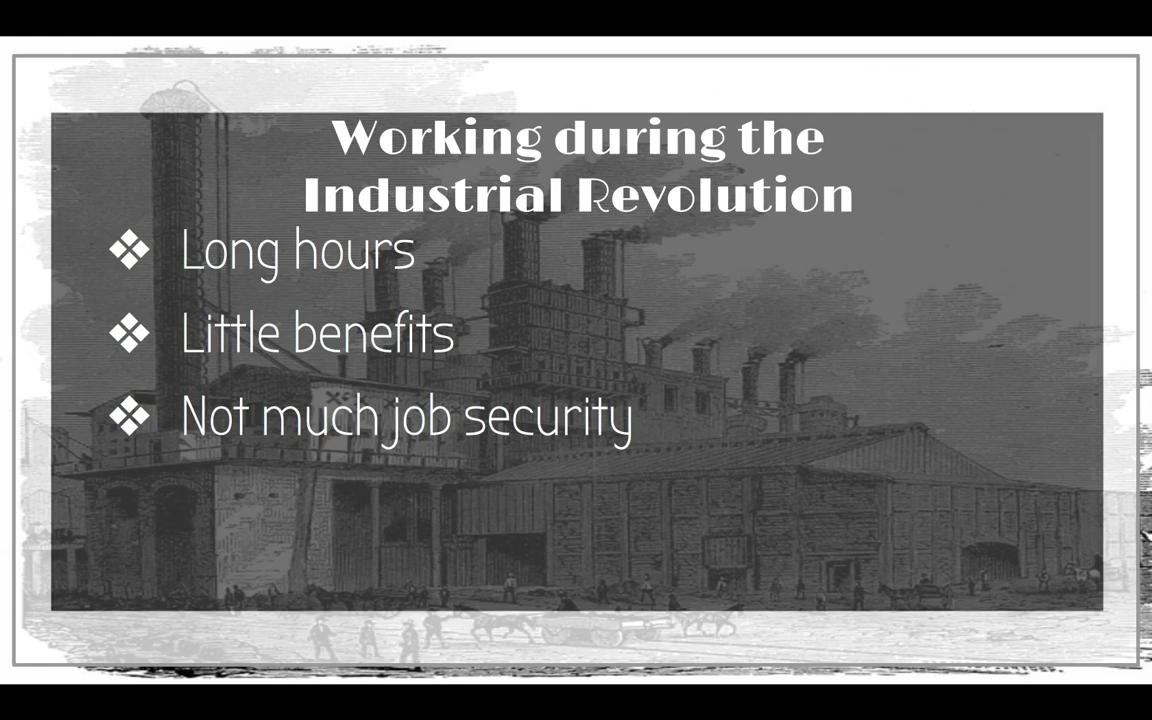 Working during the
Industrial Revolution
❖ Long hours
❖ Little benefits
❖ Not much job security